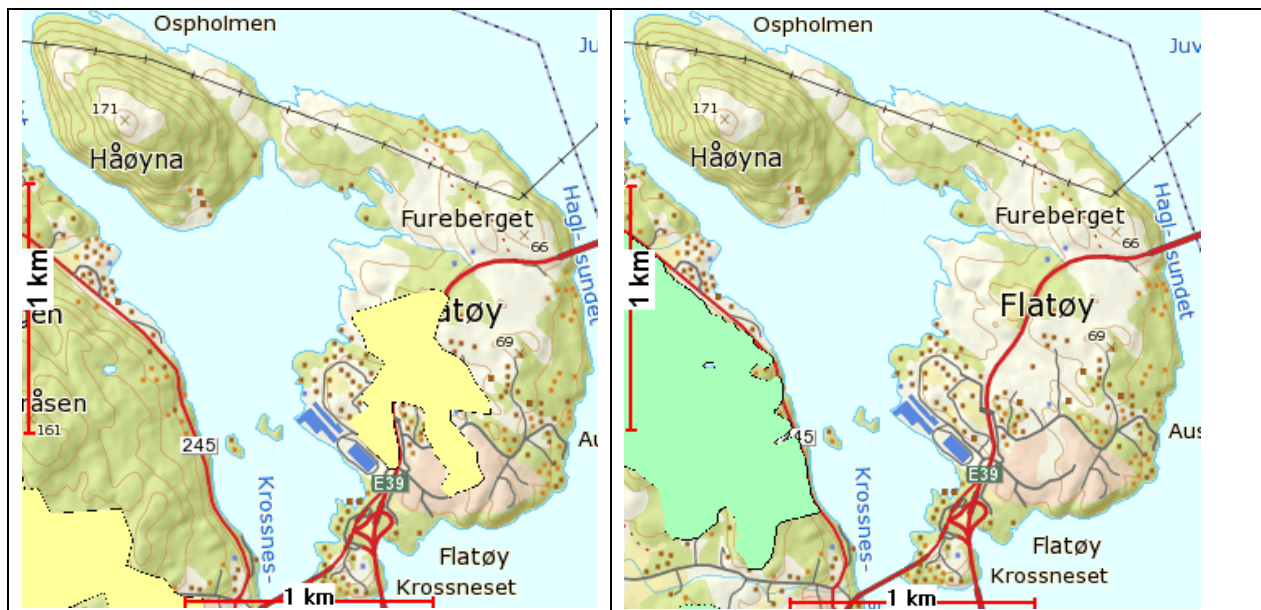 Ospholmen
Ju
171
Håøyna
Hagl-sundet
Fureberget
66
1 km
atøy
gen
69
råsen
161
245
Au
E39
Krossnes-
Flatøy
Krossneset
1 km
Ospholmen
Juv
171
Håøyna
Hagl-sundet
Fureberget
66
1 km
Flatøy
69
45
Aus
E39
Krossnes-
Flatøy
Krossneset
1 km